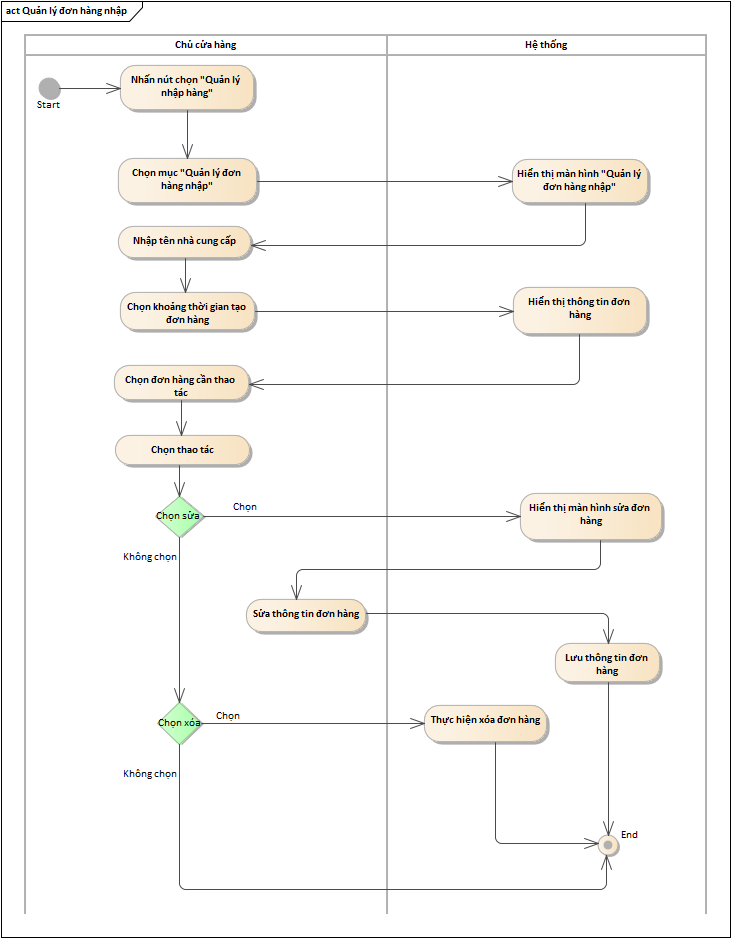 act Quản lý đơn hàng nhập
Chủ cửa hàng
Hệ thống
Start
Nhấn nút chọn "Quản lý
nhập hàng"
Chọn mục "Quản lý đơn
hàng nhập"
Hiển thị màn hình "Quản lý
đơn hàng nhập"
Nhập tên nhà cung cấp
Chọn khoảng thời gian tạo
đơn hàng
Hiển thị thông tin đơn
hàng
Chọn đơn hàng cần thao
tác
Chọn thao tác
Chọn sửa
Chọn
Hiển thị màn hình sửa đơn
hàng
Không chọn
Sửa thông tin đơn hàng
Lưu thông tin đơn
hàng
Chọn xóa
Chọn
Thực hiện xóa đơn hàng
Không chọn
End